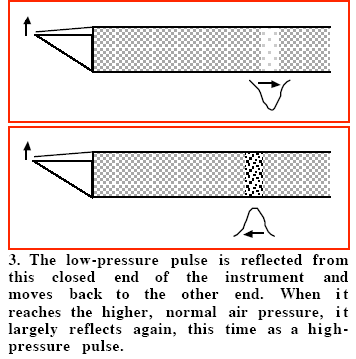 3. The low-pressure pulse is reflected from
this closed end of the instrument and
moves back to the other end. When it
reaches the higher, normal air pressure, it
largely reflects again, this time as a high-
pressure pulse.